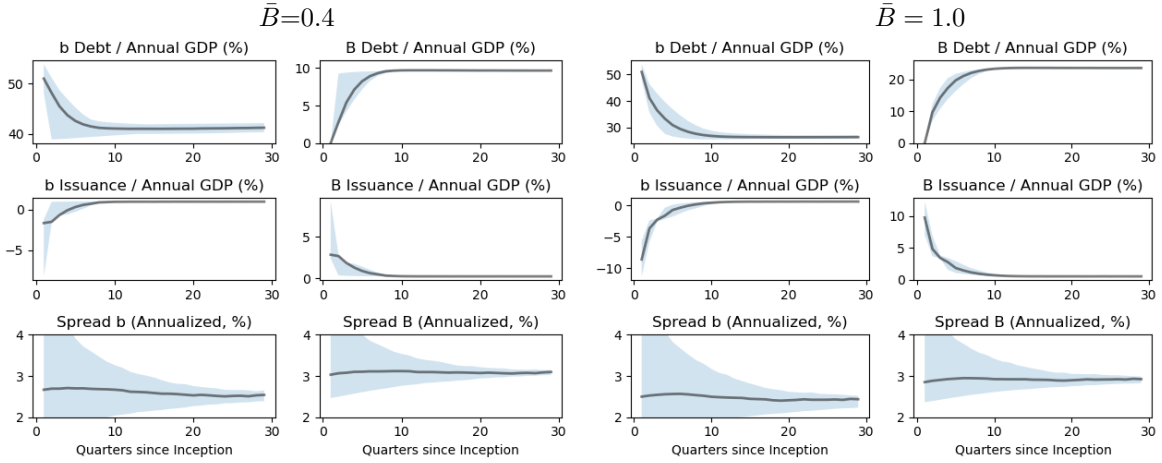 B̄=0.4
B̄ = 1.0
b Debt / Annual GDP (%)
B Debt / Annual GDP (%)
b Debt / Annual GDP (%)
B Debt / Annual GDP (%)
50
40
0 10 20 30
10
5
0
0 10 20 30
50
40
30
0 10 20 30
20
10
0
0 10 20 30
b Issuance / Annual GDP (%)
B Issuance / Annual GDP (%)
b Issuance / Annual GDP (%)
B Issuance / Annual GDP (%)
0
−5
0 10 20 30
5
0
0 10 20 30
0
−5
−10
0 10 20 30
10
5
0
0 10 20 30
Spread b (Annualized, %)
Spread B (Annualized, %)
Spread b (Annualized, %)
Spread B (Annualized, %)
4
3
2
0 10 20 30
4
3
2
0 10 20 30
4
3
2
0 10 20 30
4
3
2
0 10 20 30
Quarters since Inception
Quarters since Inception
Quarters since Inception
Quarters since Inception